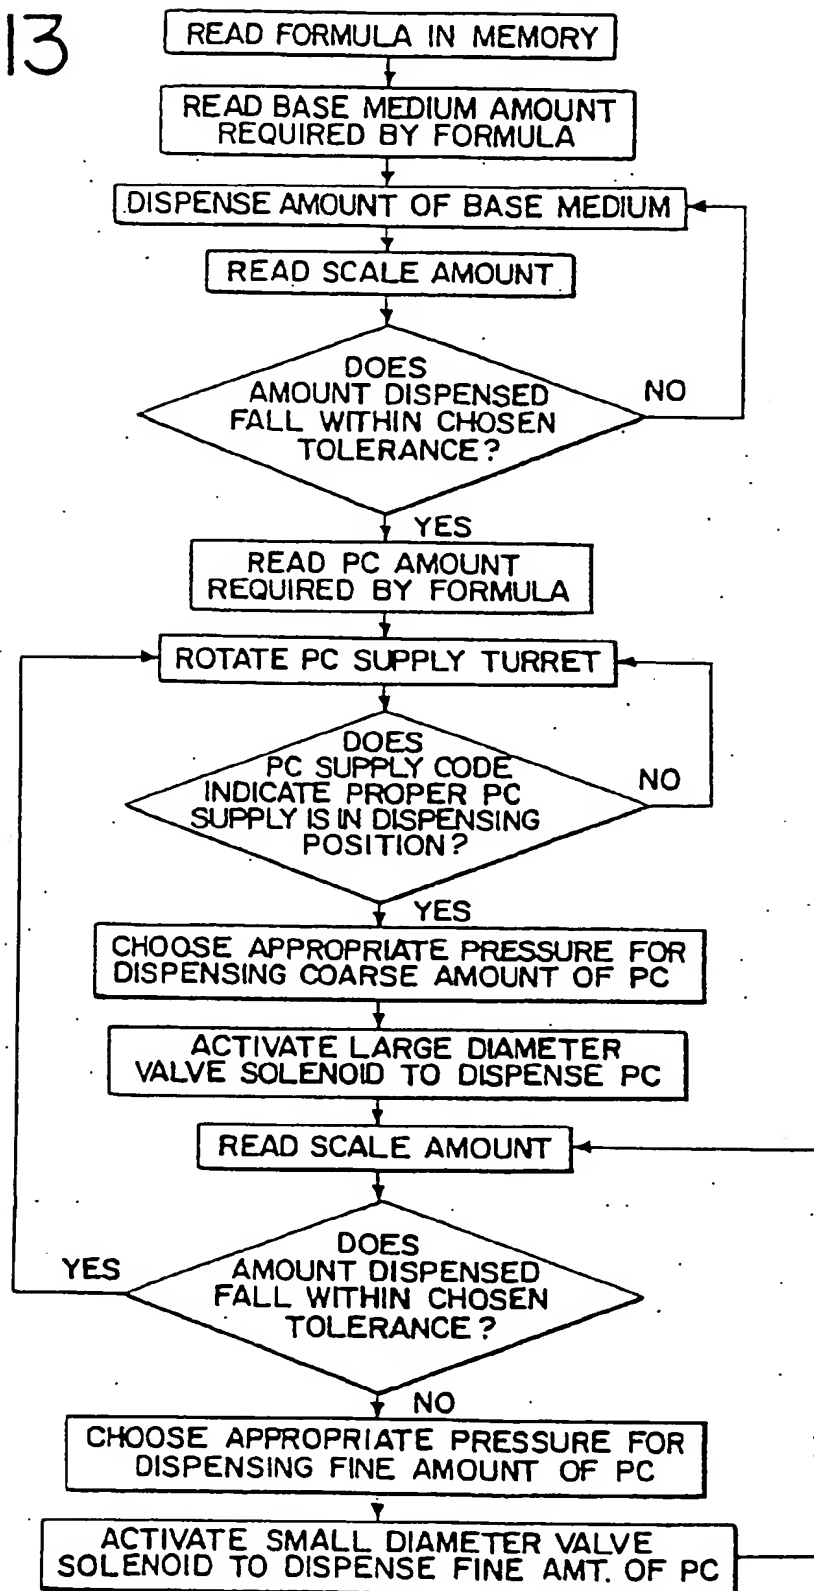 13
READ FORMULA IN MEMORY
READ BASE MEDIUM AMOUNT
REQUIRED BY FORMULA
DISPENSE AMOUNT OF BASE MEDIUM
READ SCALE AMOUNT
DOES
AMOUNT DISPENSED
FALL WITHIN CHOSEN
TOLERANCE?
NO
YES
READ PC AMOUNT
REQUIRED BY FORMULA
ROTATE PC SUPPLY TURRET
DOES
PC SUPPLY CODE
INDICATE PROPER PC
SUPPLY IS IN DISPENSING
POSITION?
NO
YES
CHOOSE APPROPRIATE PRESSURE FOR
DISPENSING COARSE AMOUNT OF PC
ACTIVATE LARGE DIAMETER
VALVE SOLENOID TO DISPENSE PC
READ SCALE AMOUNT
DOES
AMOUNT DISPENSED
FALL WITHIN CHOSEN
TOLERANCE?
YES
NO
CHOOSE APPROPRIATE PRESSURE FOR
DISPENSING FINE AMOUNT OF PC
ACTIVATE SMALL DIAMETER VALVE
SOLENOID TO DISPENSE FINE AMT. OF PC